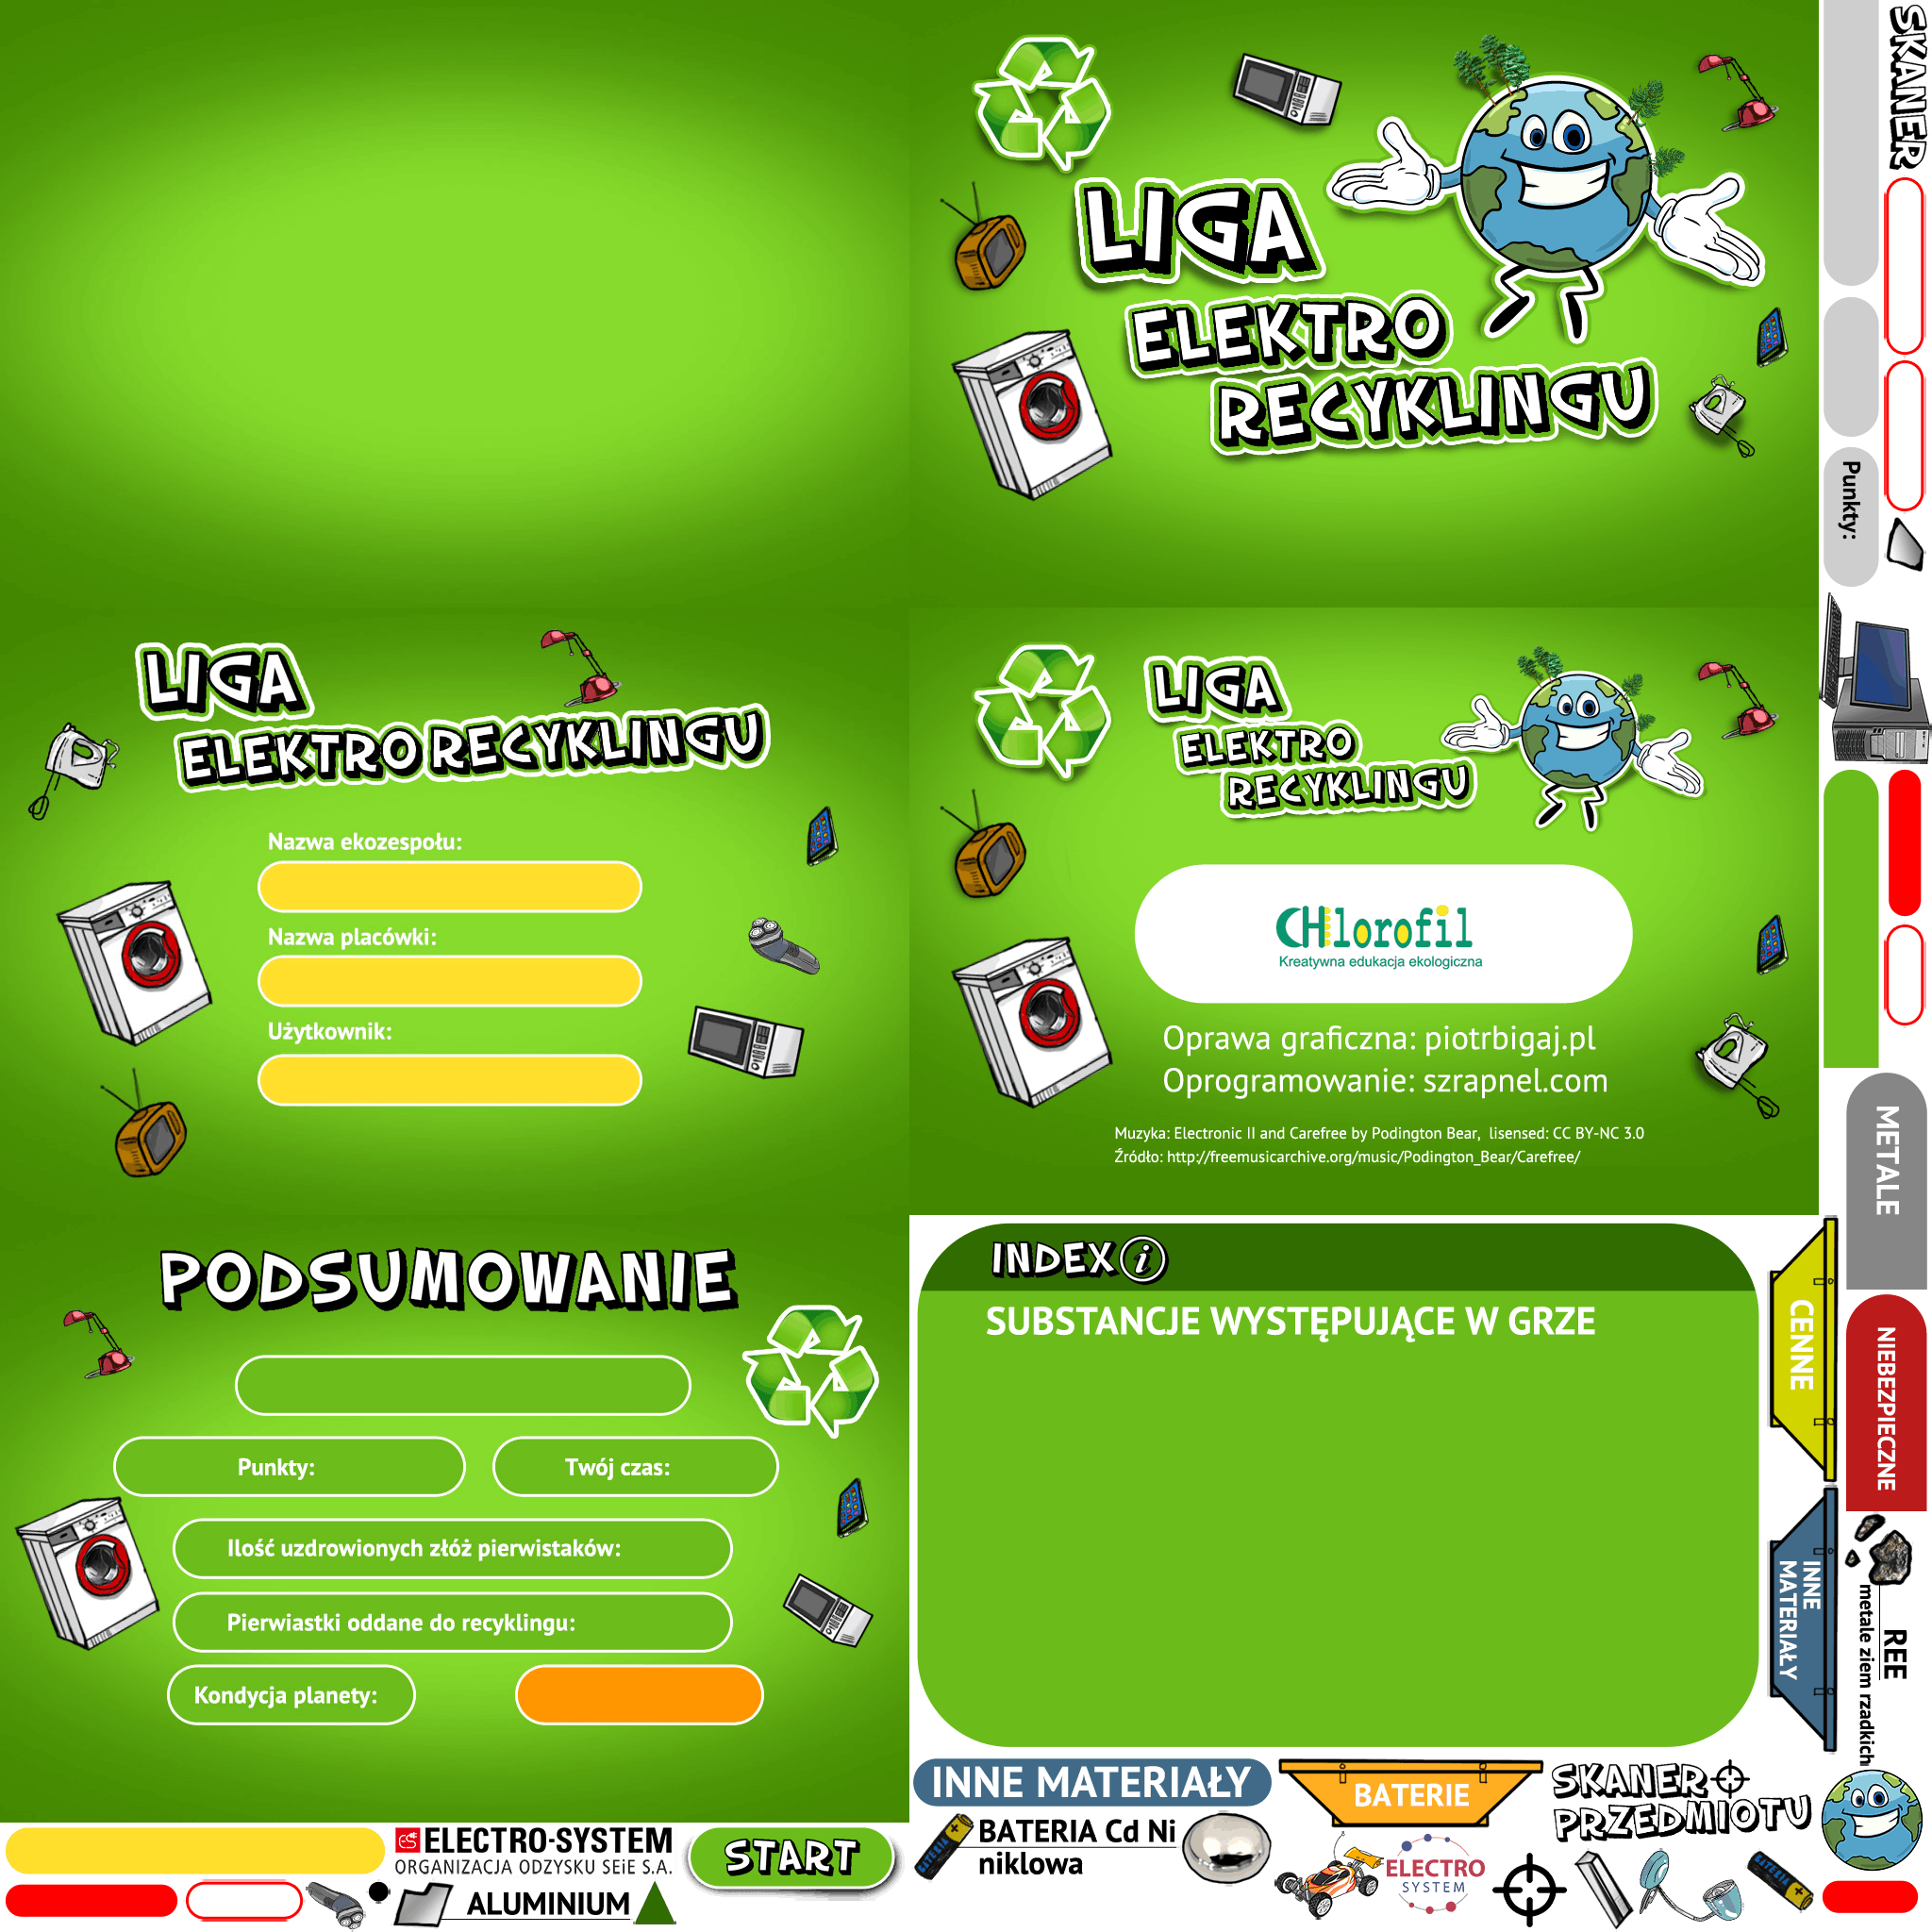 LIGA
ELEKTRO
RECYKLINGU
SKANER
Punkty:
LIGA
ELEKTRO RECYKLINGU
Nazwa ekozespołu:
Nazwa placówki:
Użytkownik:
LIGA
ELEKTRO
RECYKLINGU
CHlorofil
Kreatywna edukacja ekologiczna
Oprawa graficzna: piotrbigaj.pl
Oprogramowanie: szrapnel.com
Muzyka: Electronic II and Carefree by Podington Bear, lisensed: CC BY-NC 3.0
Źródło: http://freemusicarchive.org/music/Podington_Bear/Carefree/
METALE
NIEBEZPIECZNE
CENNE
INNE
MATERIAŁY
REE
metale ziem rzadkich
PODSUMOWANIE
Punkty:
Twój czas:
Ilość uzdrowionych złóż pierwistaków:
Pierwiastki oddane do recyklingu:
Kondycja planety:
INDEX i
SUBSTANCJE WYSTĘPUJĄCE W GRZE
INNE MATERIAŁY
BATERIA Cd Ni
niklowa
BATERIE
SKANER
PRZEDMIOTU
ELECTRO
SYSTEM
ES ELECTRO-SYSTEM
ORGANIZACJA ODZYSKU SEiE S.A.
ALUMINIUM
START
BATERIA
BATERIA